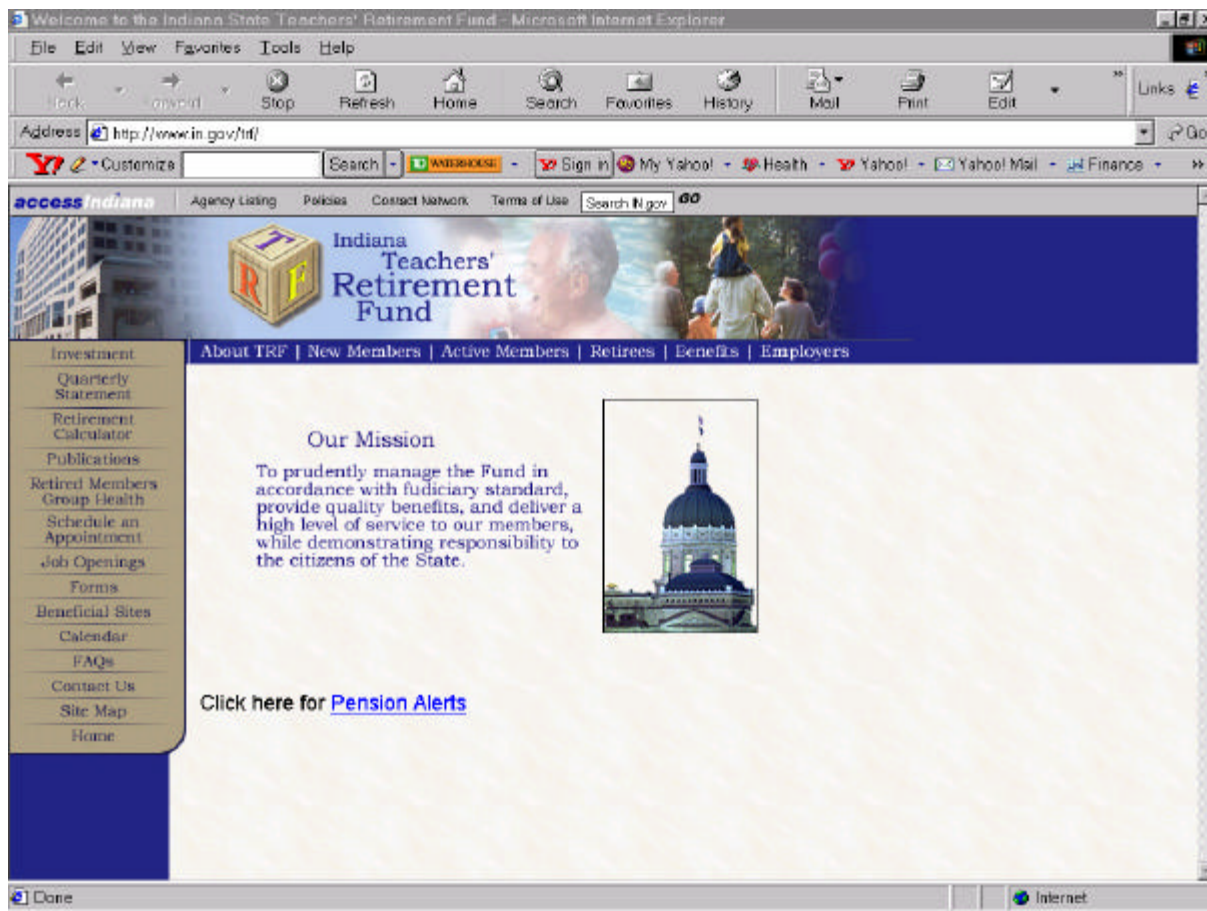 Welcome to the Indiana State Teachers' Retirement Fund - Microsoft Internet Explorer
File Edit View Favorites Tools Help
Back Forward Stop Refresh Home Search Favorites History Mail Print Edit » Links
Address http://www.in.gov/trf/ Go
Y7 Customize Search WATERHOUSE Sign in My Yahoo! Health Yahoo! Yahoo! Mail Finance »
accessIndiana Agency Listing Policies Contact Network Terms of Use Search IN.gov GO
T R F
Indiana
Teachers'
Retirement
Fund
About TRF | New Members | Active Members | Retirees | Benefits | Employers
Investment
Quarterly
Statement
Retirement
Calculator
Publications
Retired Members
Group Health
Schedule an
Appointment
Job Openings
Forms
Beneficial Sites
Calendar
FAQs
Contact Us
Site Map
Home
Our Mission
To prudently manage the Fund in
accordance with fudiciary standard,
provide quality benefits, and deliver a
high level of service to our members,
while demonstrating responsibility to
the citizens of the State.
Click here for Pension Alerts
Done Internet